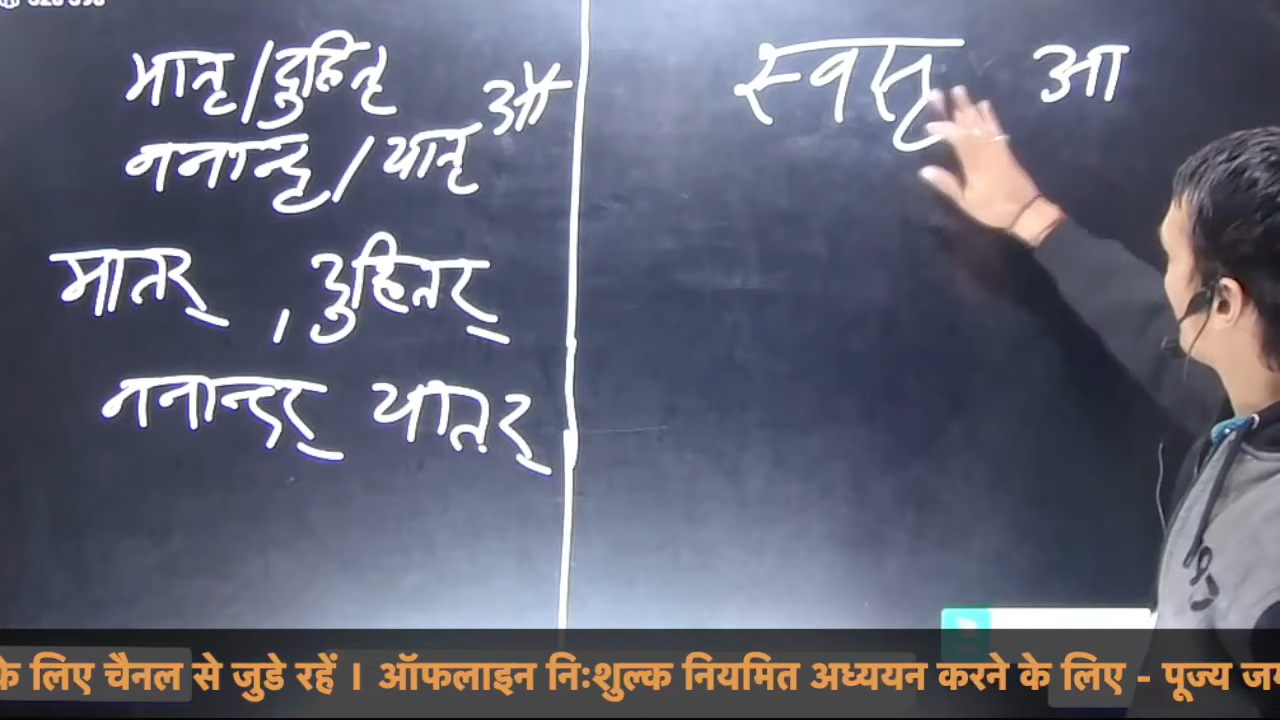 मातृ/दुहितृ औ
ननान्दृ/यातृ
मातर् , दुहितर्
ननान्दर् यातर्
स्वसृ आ
के लिए चैनल से जुडे रहें । ऑफलाइन निःशुल्क नियमित अध्ययन करने के लिए - पूज्य